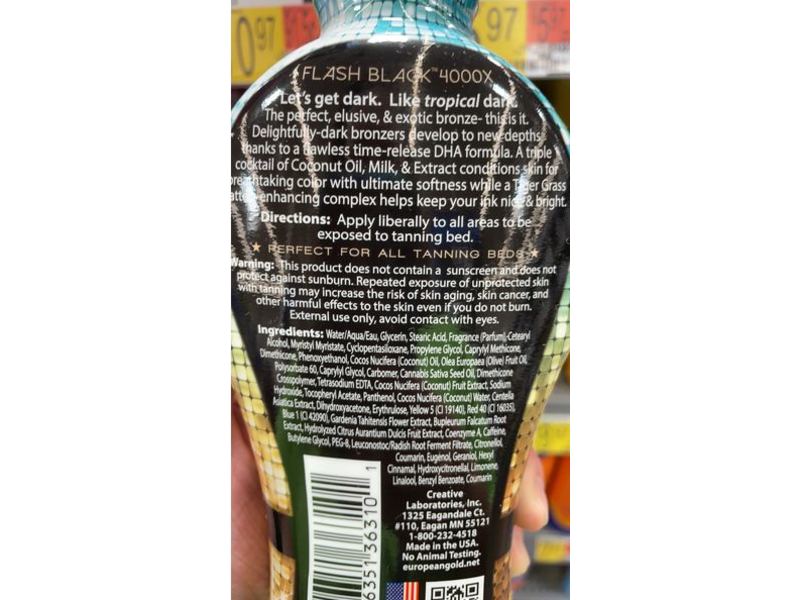 0.97
.97
FLASH BLACK™ 4000X
Let's get dark. Like tropical dark.
The perfect, elusive, & exotic bronze- this is it.
Delightfully-dark bronzers develop to new depths
thanks to a flawless time-release DHA formula. A triple
cocktail of Coconut Oil, Milk, & Extract conditions skin for
breathtaking color with ultimate softness while a Tiger Grass
enhancing complex helps keep your ink nice & bright.
Directions: Apply liberally to all areas to be
exposed to tanning bed.
★ PERFECT FOR ALL TANNING BEDS ★
Warning: This product does not contain a sunscreen and does not
protect against sunburn. Repeated exposure of unprotected skin
with tanning may increase the risk of skin aging, skin cancer, and
other harmful effects to the skin even if you do not burn.
External use only, avoid contact with eyes.
Ingredients: Water/Aqua/Eau, Glycerin, Stearic Acid, Fragrance (Parfum), Cetearyl
Alcohol, Myristyl Myristate, Cyclopentasiloxane, Propylene Glycol, Caprylyl Methicone,
Dimethicone, Phenoxyethanol, Cocos Nucifera (Coconut) Oil, Olea Europaea (Olive) Fruit Oil,
Polysorbate 60, Caprylyl Glycol, Carbomer, Cannabis Sativa Seed Oil, Dimethicone
Crosspolymer, Tetrasodium EDTA, Cocos Nucifera (Coconut) Fruit Extract, Sodium
Hydroxide, Tocopheryl Acetate, Panthenol, Cocos Nucifera (Coconut) Water, Centella
Asiatica Extract, Dihydroxyacetone, Erythrulose, Yellow 5 (CI 19140), Red 40 (CI 16035),
Blue 1 (CI 42090), Gardenia Tahitensis Flower Extract, Bupleurum Falcatum Root
Extract, Hydrolyzed Citrus Aurantium Dulcis Fruit Extract, Coenzyme A, Caffeine,
Butylene Glycol, PEG-8, Leuconostoc/Radish Root Ferment Filtrate, Citronellol,
Coumarin, Eugenol, Geraniol, Hexyl
Cinnamal, Hydroxycitronellal, Limonene,
Linalool, Benzyl Benzoate, Coumarin
Creative
Laboratories, Inc.
1325 Eagandale Ct.
#110, Eagan MN 55121
1-800-232-4518
Made in the USA.
No Animal Testing.
europeangold.net
56351 36310 1